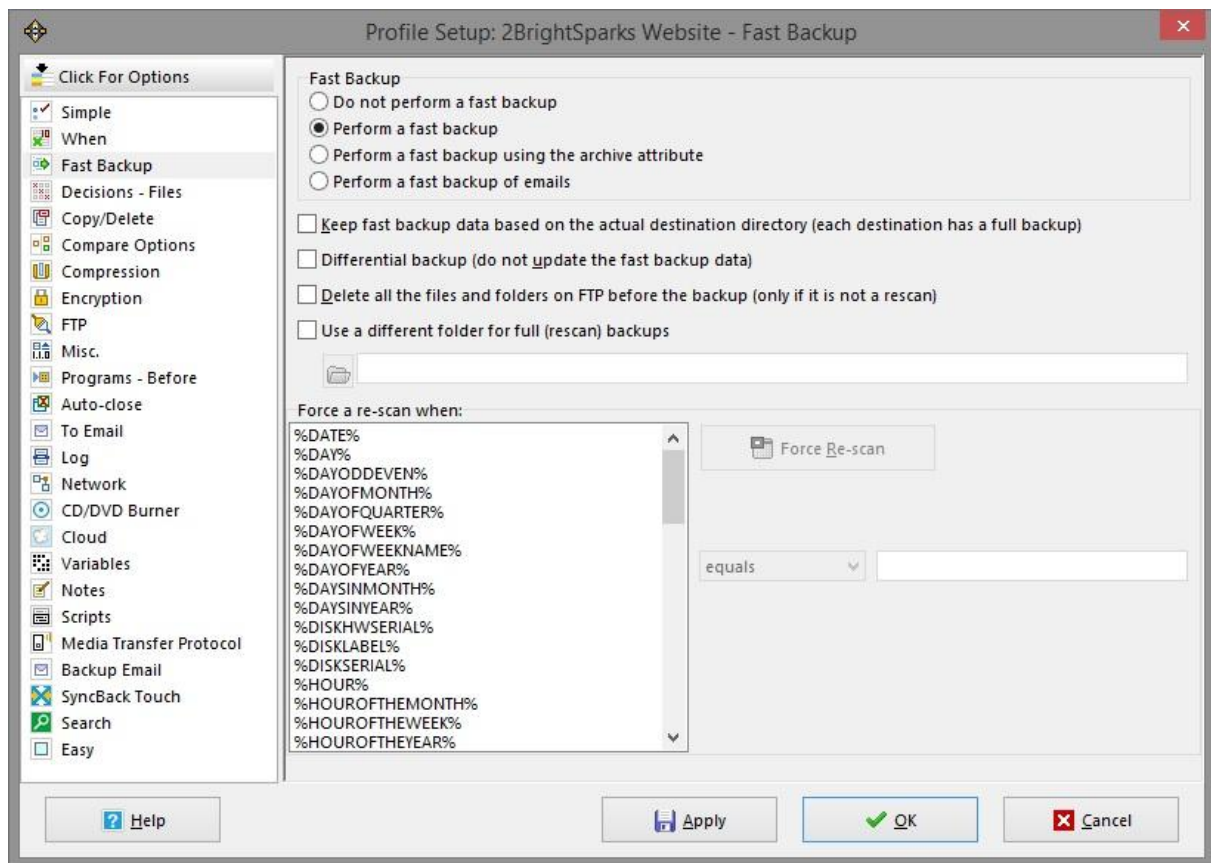 Profile Setup: 2BrightSparks Website - Fast Backup
Click For Options
Simple
When
Fast Backup
Decisions - Files
Copy/Delete
Compare Options
Compression
Encryption
FTP
Misc.
Programs - Before
Auto-close
To Email
Log
Network
CD/DVD Burner
Cloud
Variables
Notes
Scripts
Media Transfer Protocol
Backup Email
SyncBack Touch
Search
Easy
Fast Backup
Do not perform a fast backup
Perform a fast backup
Perform a fast backup using the archive attribute
Perform a fast backup of emails
Keep fast backup data based on the actual destination directory (each destination has a full backup)
Differential backup (do not update the fast backup data)
Delete all the files and folders on FTP before the backup (only if it is not a rescan)
Use a different folder for full (rescan) backups
Force a re-scan when:
%DATE%
%DAY%
%DAYODDEVEN%
%DAYOFMONTH%
%DAYOFQUARTER%
%DAYOFWEEK%
%DAYOFWEEKNAME%
%DAYOFYEAR%
%DAYSINMONTH%
%DAYSINYEAR%
%DISKHWSERIAL%
%DISKLABEL%
%DISKSERIAL%
%HOUR%
%HOUROFTHEMONTH%
%HOUROFTHEWEEK%
%HOUROFTHEYEAR%
Force Re-scan
equals
Help
Apply
OK
Cancel